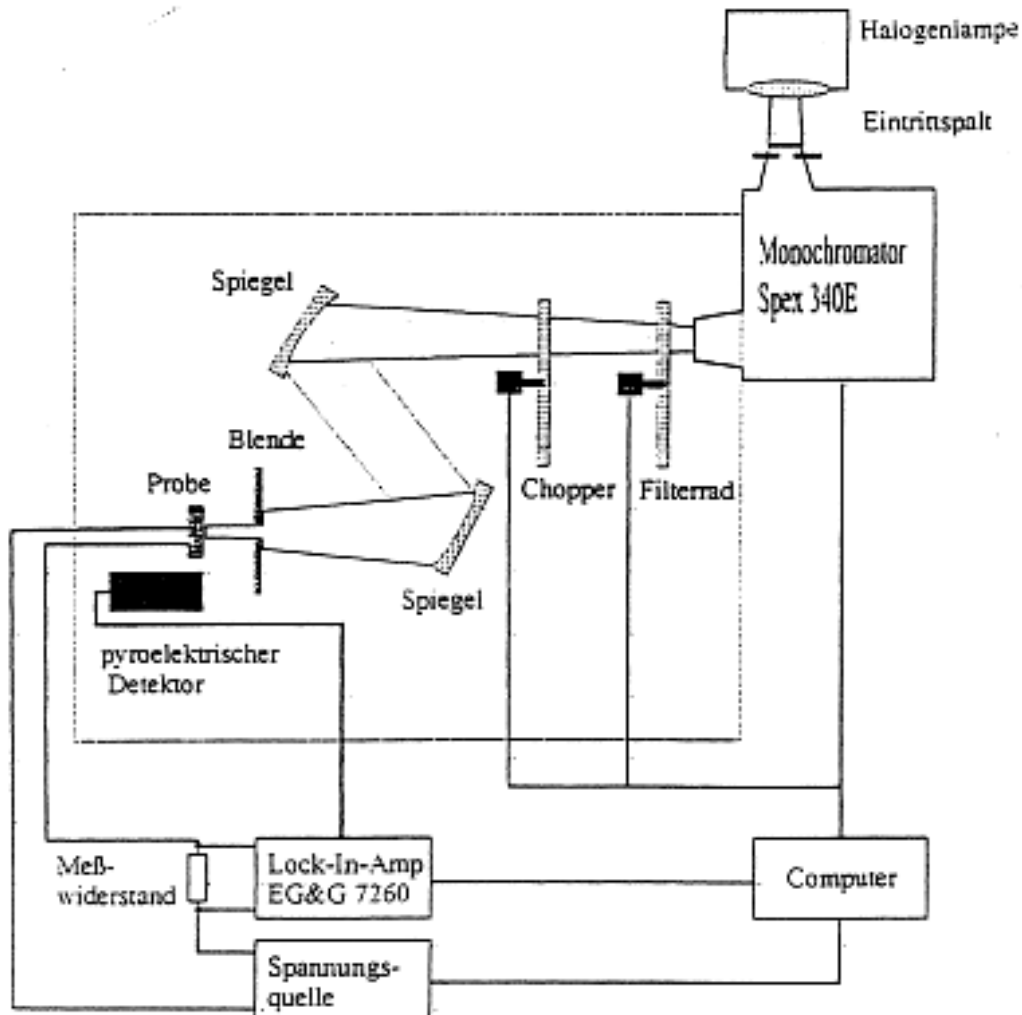 Halogenlampe
Eintrittspalt
Monochromator
Spex 340E
Spiegel
Blende
Probe
Chopper
Filterrad
Spiegel
pyroelektrischer
Detektor
Meß-
widerstand
Lock-In-Amp
EG&G 7260
Computer
Spannungs-
quelle